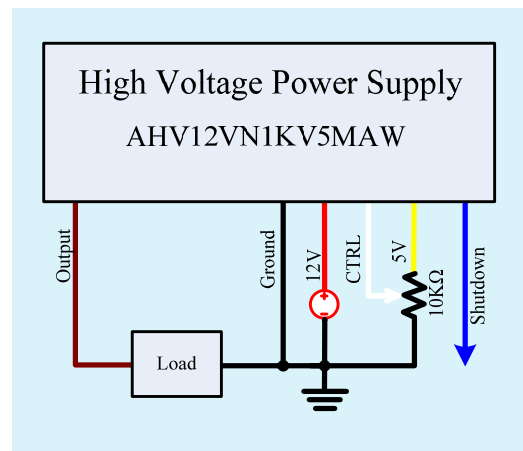 High Voltage Power Supply
AHV12VN1KV5MAW
Output
Ground
12V
CTRL
5V
10KΩ
Shutdown
Load